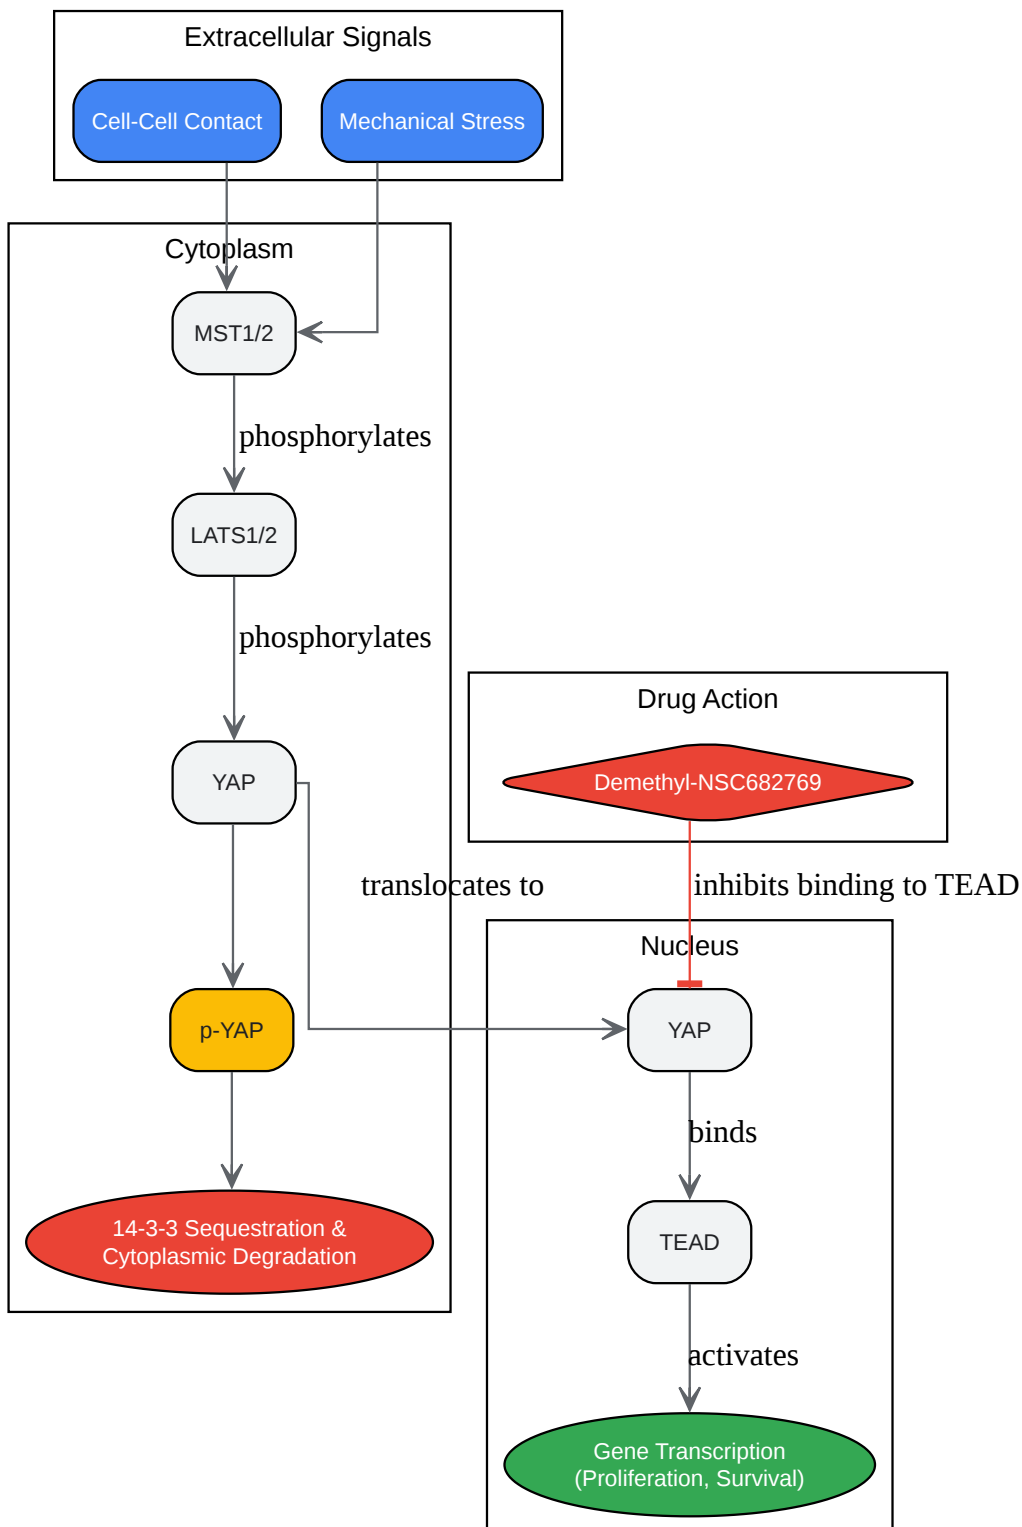 Extracellular Signals
Cell-Cell Contact
Mechanical Stress
Cytoplasm
MST1/2
phosphorylates
LATS1/2
phosphorylates
Drug Action
YAP
Demethyl-NSC682769
translocates to
inhibits binding to TEAD
Nucleus
p-YAP
YAP
binds
14-3-3 Sequestration &
Cytoplasmic Degradation
TEAD
activates
Gene Transcription
(Proliferation, Survival)